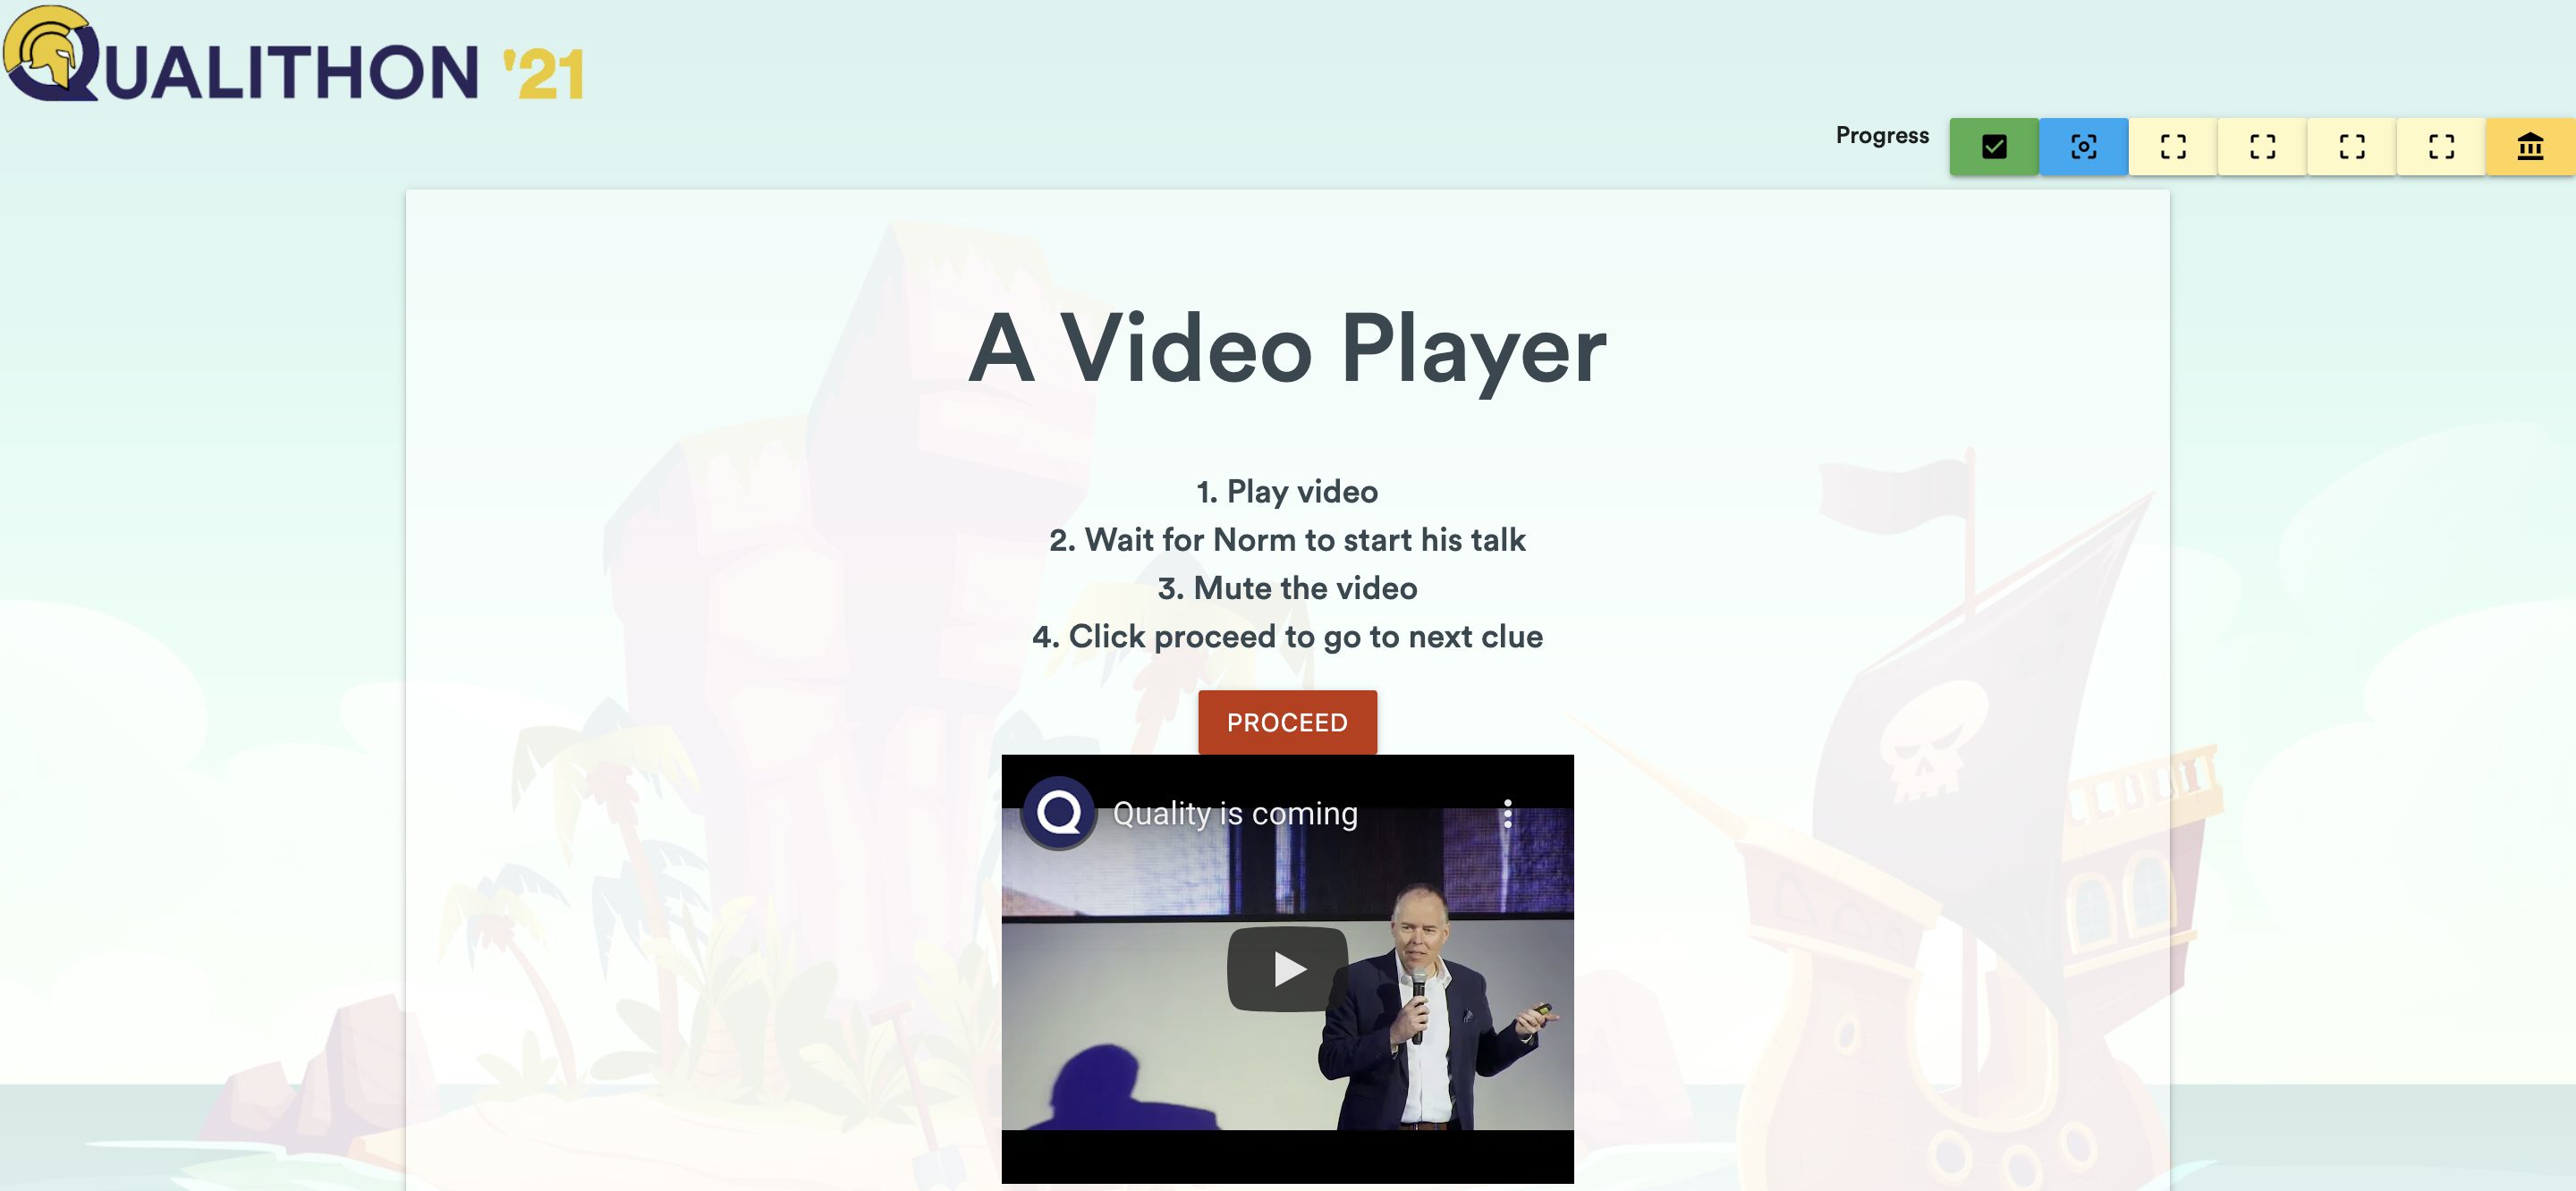 QUALITHON '21
Progress
A Video Player
1. Play video
2. Wait for Norm to start his talk
3. Mute the video
4. Click proceed to go to next clue
PROCEED
Q Quality is coming